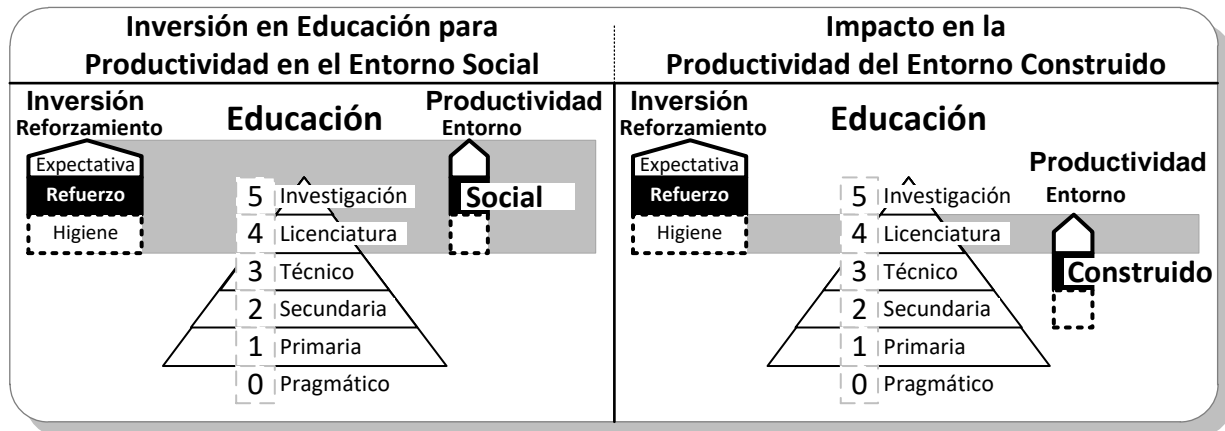 Inversión en Educación para
Productividad en el Entorno Social
Inversión
Reforzamiento
Educación
Productividad
Entorno
Expectativa
Refuerzo
Higiene
Social
5 Investigación
4 Licenciatura
3 Técnico
2 Secundaria
1 Primaria
0 Pragmático
Impacto en la
Productividad del Entorno Construido
Inversión
Reforzamiento
Educación
Productividad
Entorno
Expectativa
Refuerzo
Higiene
Construido
5 Investigación
4 Licenciatura
3 Técnico
2 Secundaria
1 Primaria
0 Pragmático